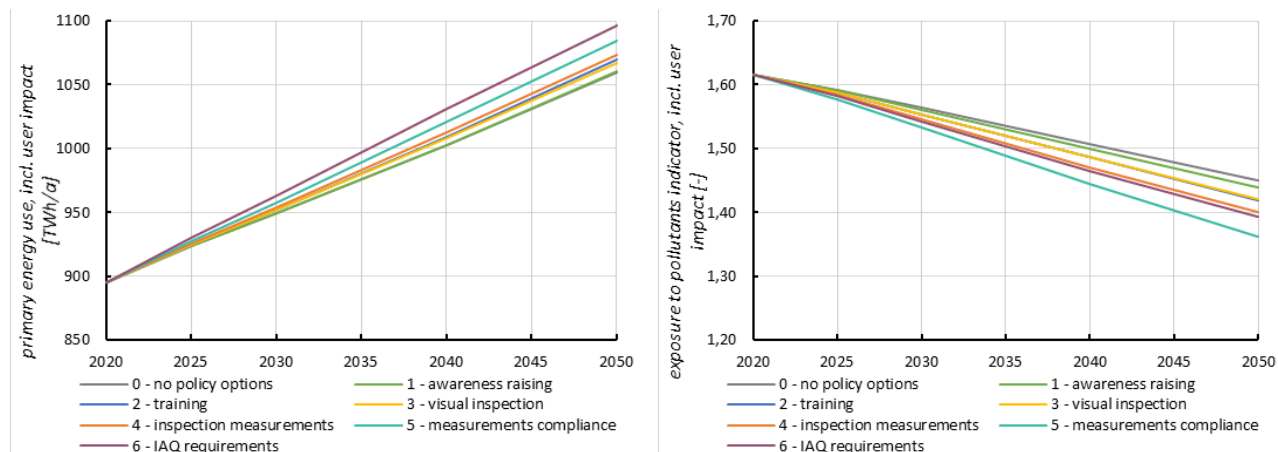 primary energy use, incl. user impact
[TWh/a]
1100
1050
1000
950
900
850
2020 2025 2030 2035 2040 2045 2050
0 - no policy options 1 - awareness raising
2 - training 3 - visual inspection
4 - inspection measurements 5 - measurements compliance
6 - IAQ requirements
exposure to pollutants indicator, incl. user
impact [-]
1,70
1,60
1,50
1,40
1,30
1,20
2020 2025 2030 2035 2040 2045 2050
0 - no policy options 1 - awareness raising
2 - training 3 - visual inspection
4 - inspection measurements 5 - measurements compliance
6 - IAQ requirements